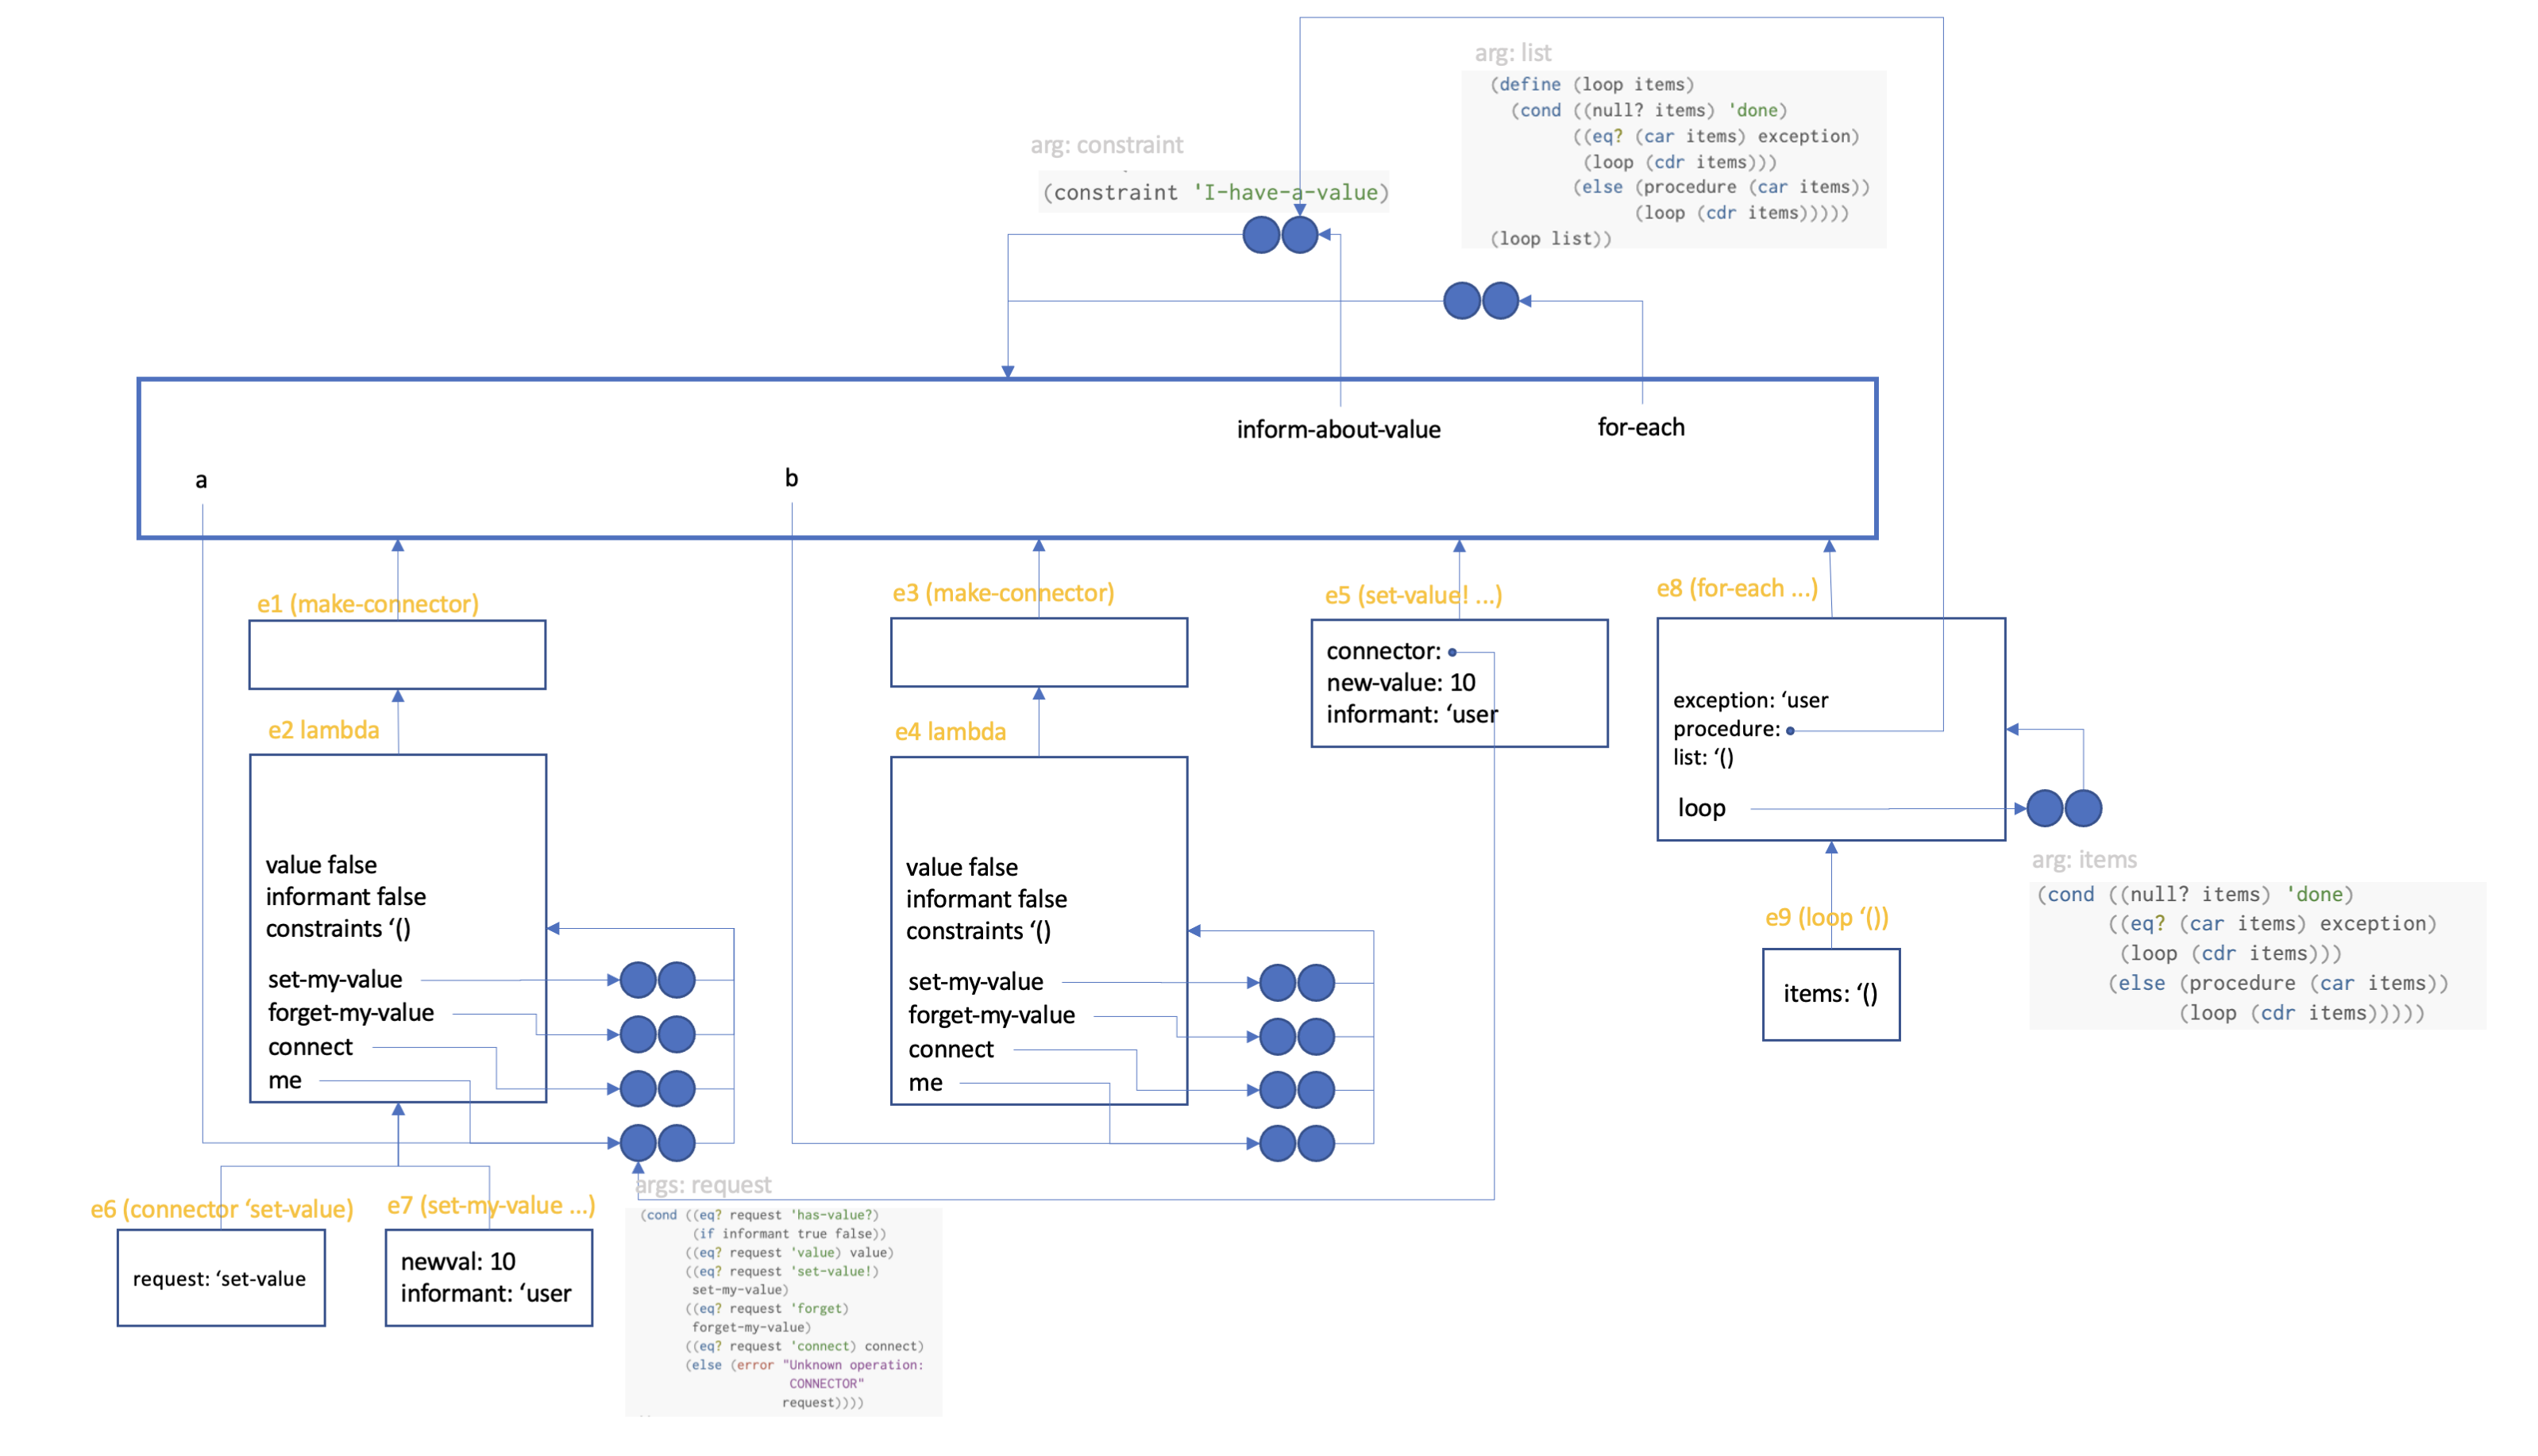 arg: list
(define (loop items)
(cond ((null? items) 'done)
((eq? (car items) exception)
(loop (cdr items)))
(else (procedure (car items))
(loop (cdr items)))))
(loop list))
arg: constraint
(constraint 'I-have-a-value)
inform-about-value
for-each
a
b
e1 (make-connector)
e3 (make-connector)
e5 (set-value! ...)
e8 (for-each ...)
connector:
new-value: 10
informant: ‘user
exception: ‘user
procedure:
list: ‘()
loop
e2 lambda
value false
informant false
constraints ‘()
set-my-value
forget-my-value
connect
me
e4 lambda
value false
informant false
constraints ‘()
set-my-value
forget-my-value
connect
me
arg: items
(cond ((null? items) 'done)
((eq? (car items) exception)
(loop (cdr items)))
(else (procedure (car items))
(loop (cdr items)))))
e9 (loop ‘())
items: ‘()
e6 (connector ‘set-value)
request: ‘set-value
e7 (set-my-value ...)
newval: 10
informant: ‘user
args: request
(cond ((eq? request 'has-value?)
(if informant true false))
((eq? request 'value) value)
((eq? request 'set-value!)
set-my-value)
((eq? request 'forget)
forget-my-value)
((eq? request 'connect) connect)
(else (error "Unknown operation:
CONNECTOR"
request))))